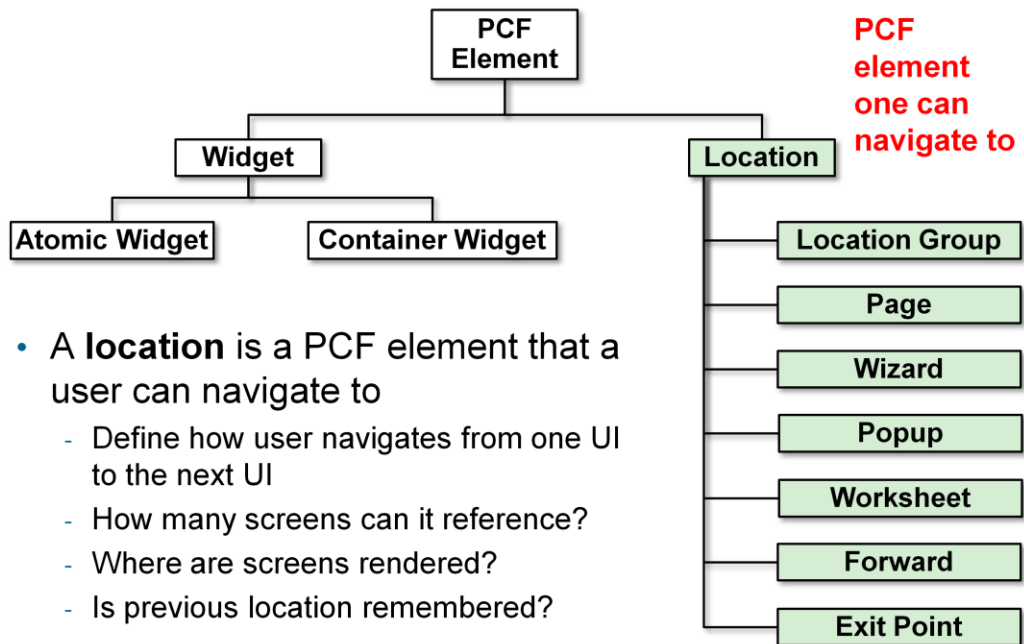 PCF
Element
PCF
element
one can
navigate to
Widget
Location
Atomic Widget
Container Widget
Location Group
Page
Wizard
Popup
Worksheet
Forward
Exit Point
• A location is a PCF element that a
user can navigate to
- Define how user navigates from one UI
to the next UI
- How many screens can it reference?
- Where are screens rendered?
- Is previous location remembered?